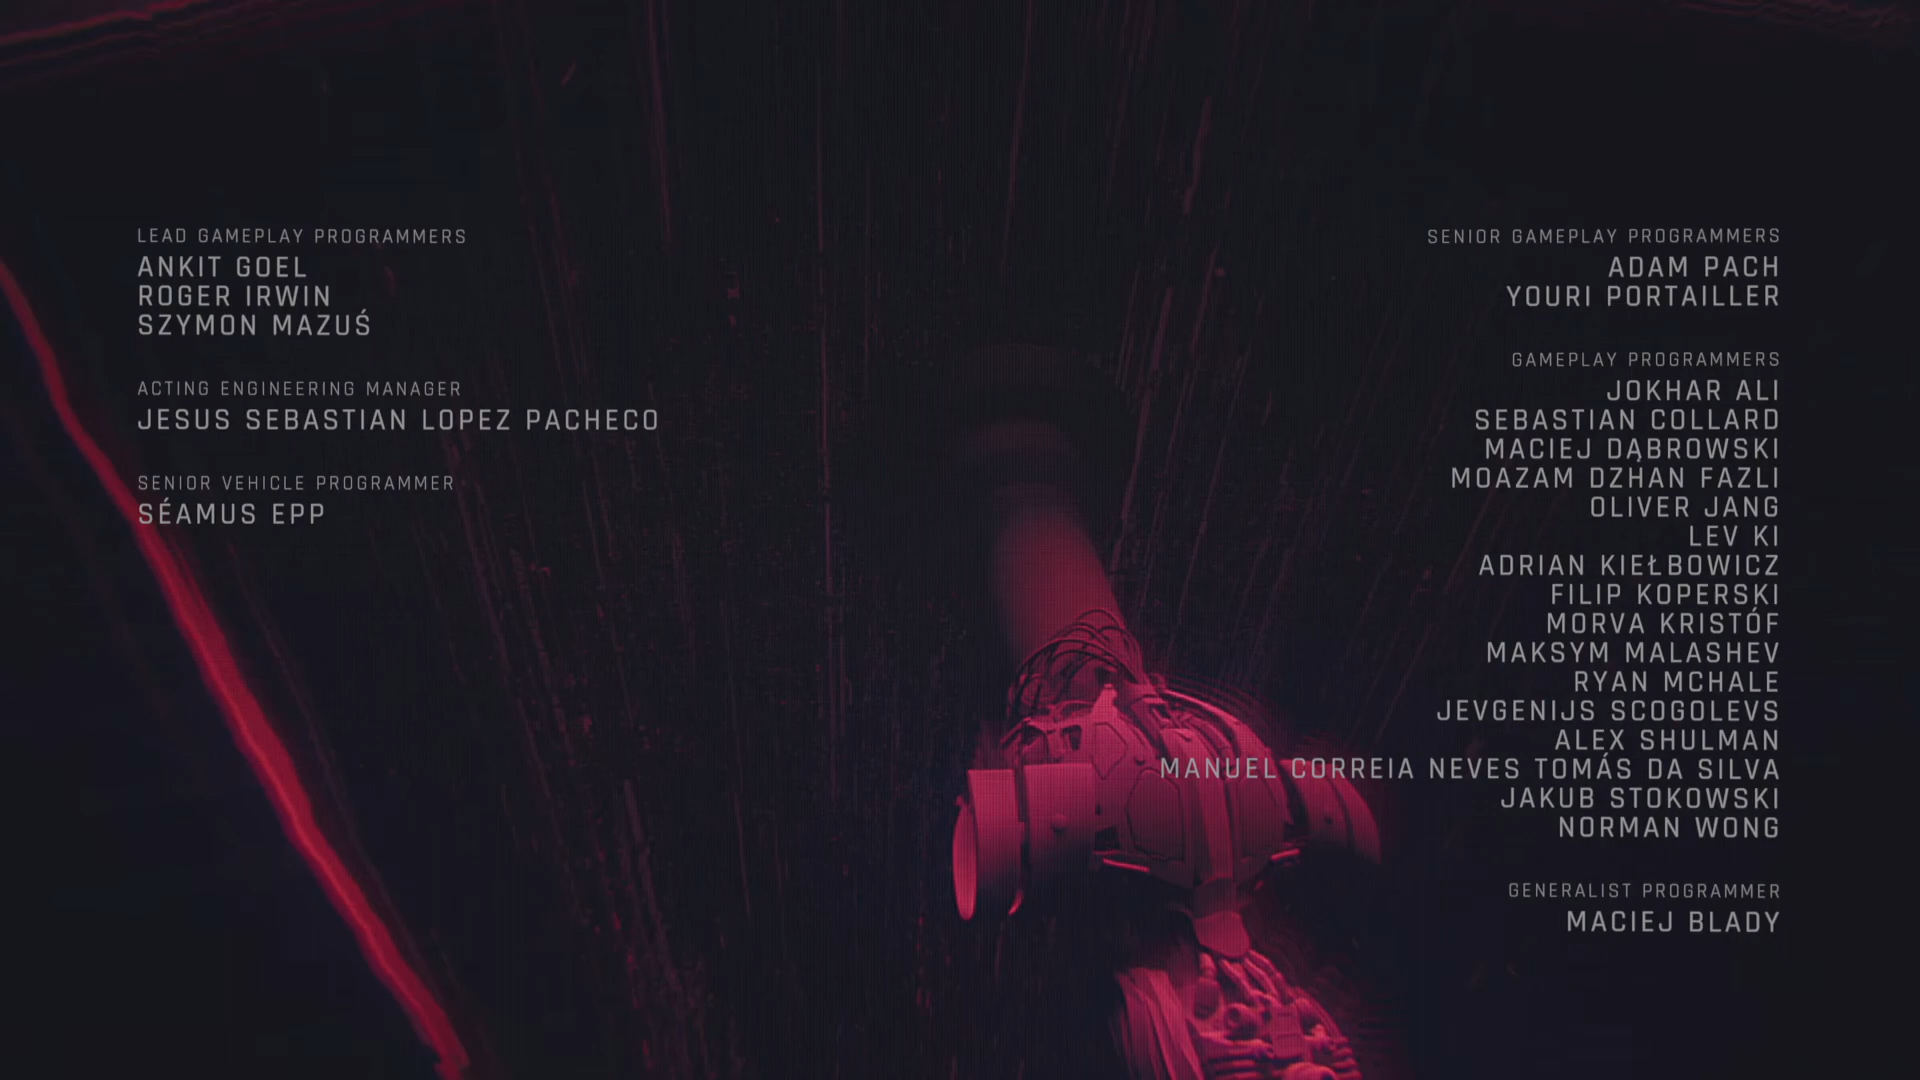 LEAD GAMEPLAY PROGRAMMERS
ANKIT GOEL
ROGER IRWIN
SZYMON MAZUŚ
ACTING ENGINEERING MANAGER
JESUS SEBASTIAN LOPEZ PACHECO
SENIOR VEHICLE PROGRAMMER
SÉAMUS EPP
SENIOR GAMEPLAY PROGRAMMERS
ADAM PACH
YOURI PORTAILLER
GAMEPLAY PROGRAMMERS
JOKHAR ALI
SEBASTIAN COLLARD
MACIEJ DĄBROWSKI
MOAZAM DZHAN FAZLI
OLIVER JANG
LEV KI
ADRIAN KIEŁBOWICZ
FILIP KOPERSKI
MORVA KRISTÓF
MAKSYM MALASHEV
RYAN MCHALE
JEVGENIJS SCOGOLEVS
ALEX SHULMAN
MANUEL CORREIA NEVES TOMÁS DA SILVA
JAKUB STOKOWSKI
NORMAN WONG
GENERALIST PROGRAMMER
MACIEJ BLADY